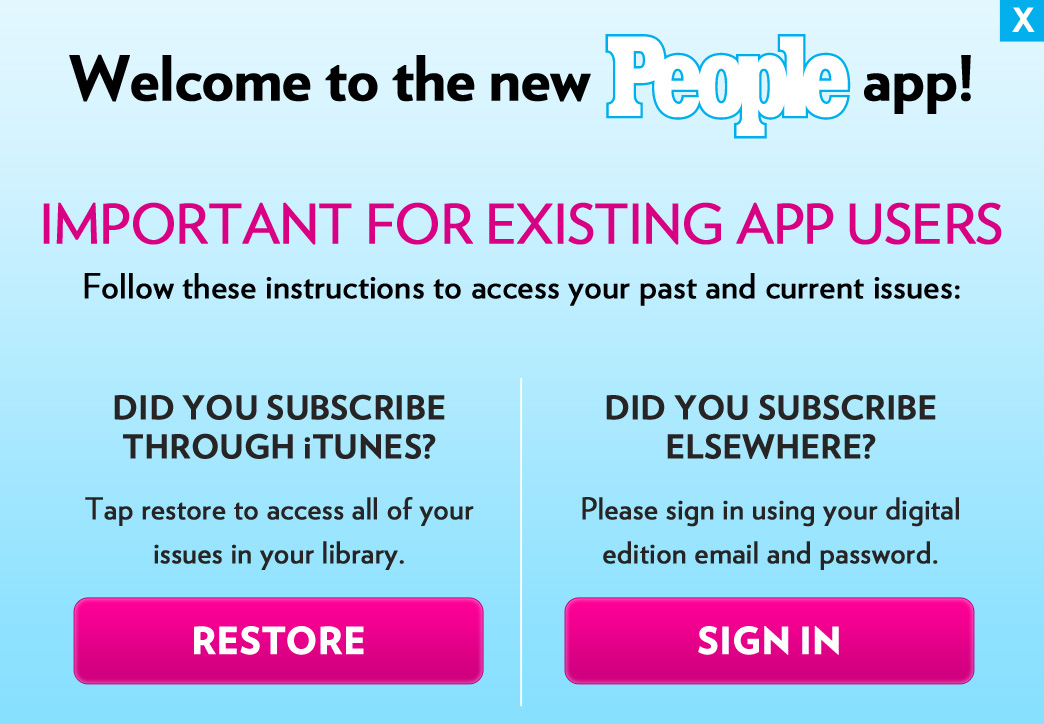 X
Welcome to the new People app!
IMPORTANT FOR EXISTING APP USERS
Follow these instructions to access your past and current issues:
DID YOU SUBSCRIBE
THROUGH iTUNES?
Tap restore to access all of your
issues in your library.
RESTORE
DID YOU SUBSCRIBE
ELSEWHERE?
Please sign in using your digital
edition email and password.
SIGN IN